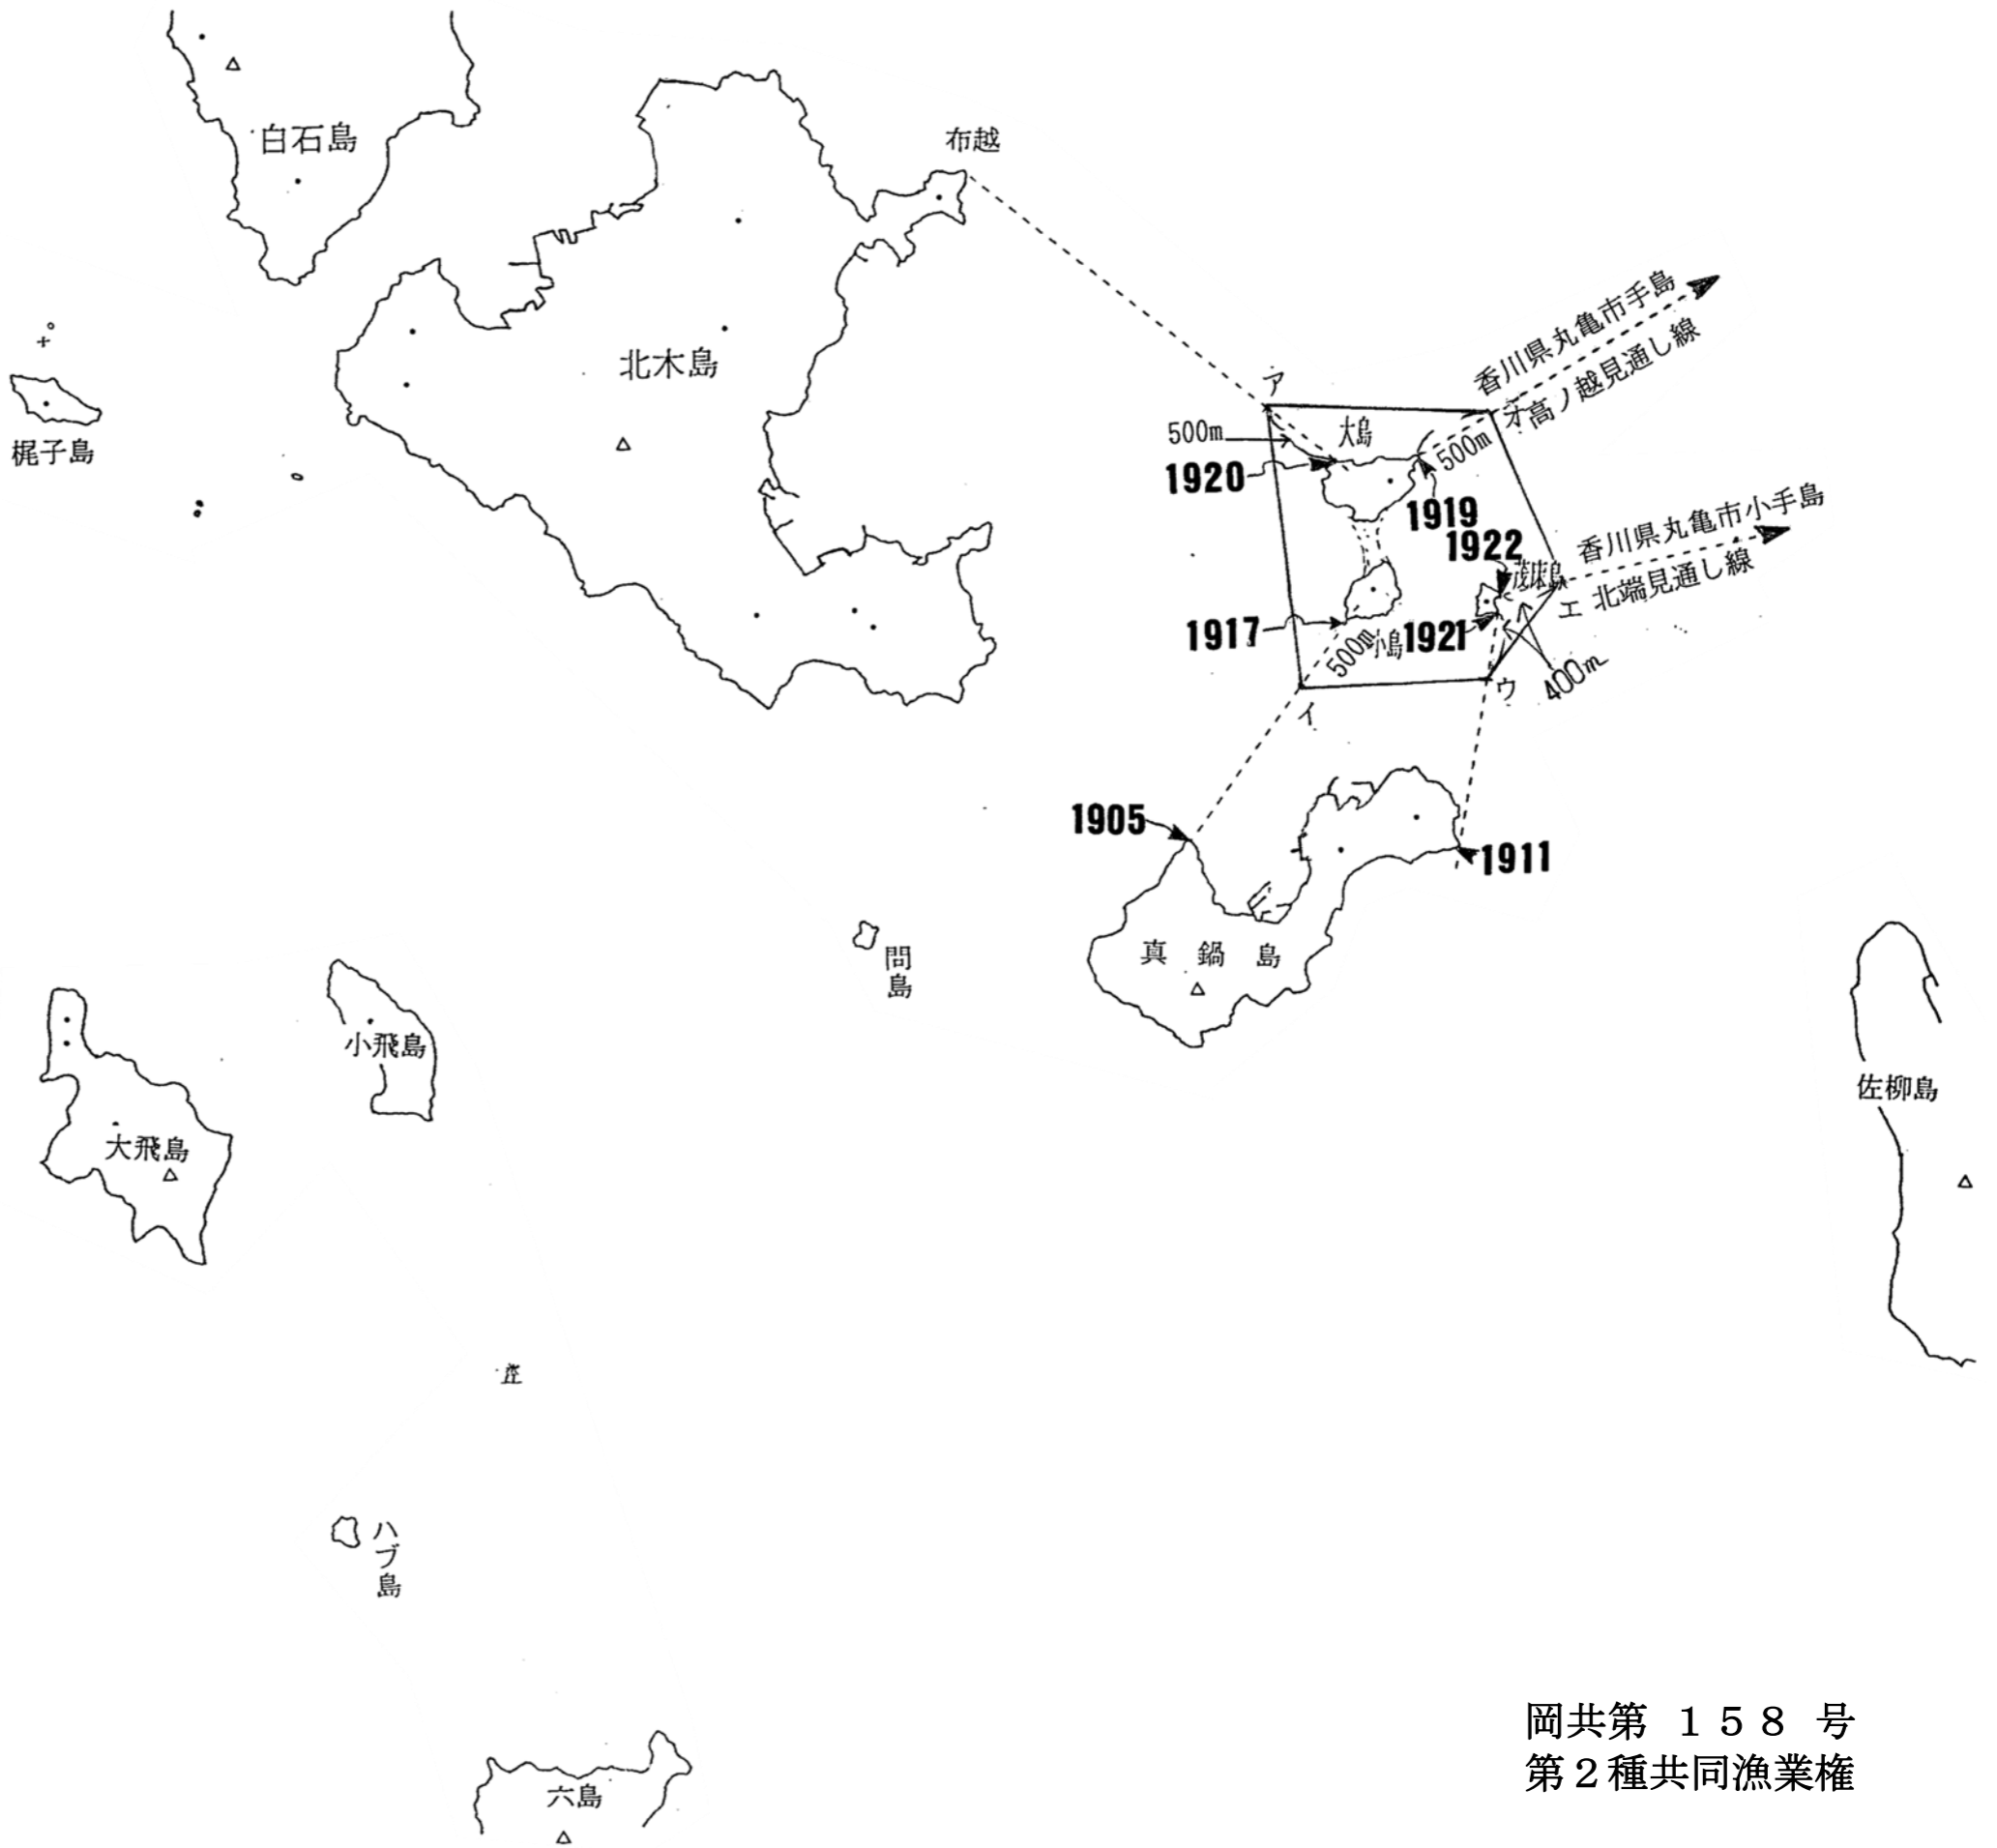 白石島
布越
香川県丸亀市手島
高ノ越見通し線
北木島
ア
オ
500m
大島
500m
梶子島
1920
1919
1922
香川県丸亀市小手島
北端見通し線
エ
1917
500m
小島
1921
400m
ウ
イ
1905
1911
真鍋島
問島
小飛島
大飛島
佐柳島
ハブ島
六島
岡共第 １５８ 号
第２種共同漁業権